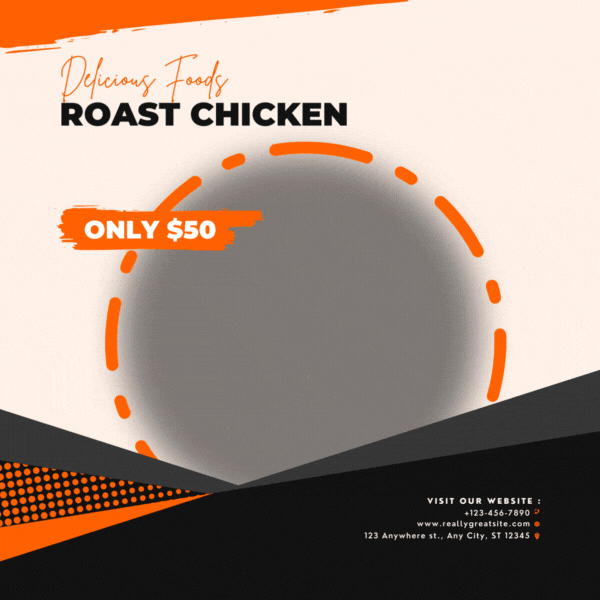 Delicious Foods
ROAST CHICKEN
ONLY $50
VISIT OUR WEBSITE :
+123-456-7890
www.reallygreatsite.com
123 Anywhere st., Any City, ST 12345